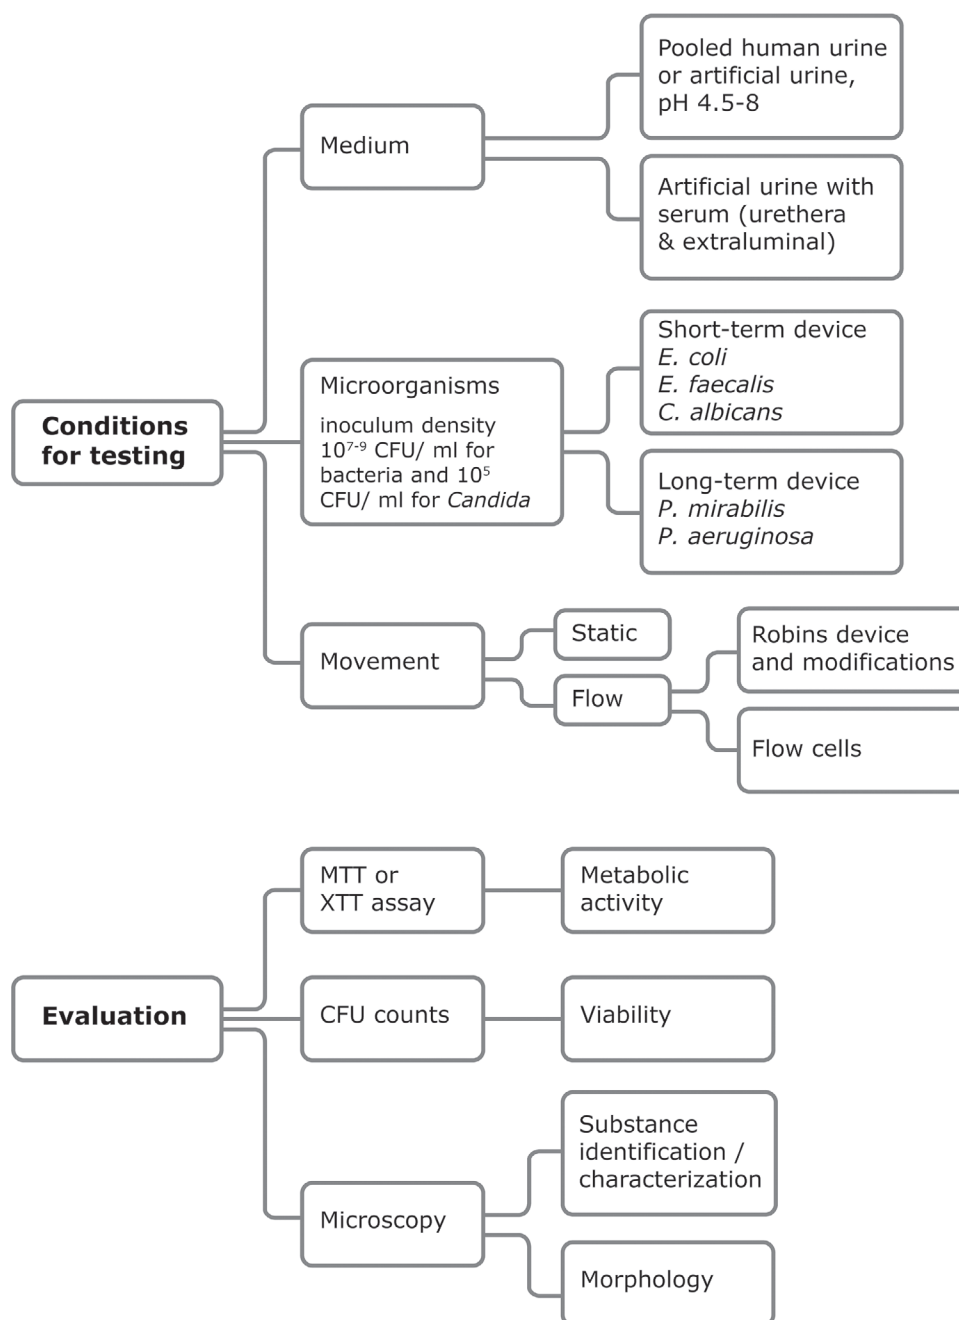 Conditions
for testing
Medium
Pooled human urine
or artificial urine,
pH 4.5-8
Artificial urine with
serum (urethera
& extraluminal)
Microorganisms
inoculum density
10⁷⁻⁹ CFU/ ml for
bacteria and 10⁵
CFU/ ml for Candida
Short-term device
E. coli
E. faecalis
C. albicans
Long-term device
P. mirabilis
P. aeruginosa
Movement
Static
Flow
Robins device
and modifications
Flow cells
Evaluation
MTT or
XTT assay
Metabolic
activity
CFU counts
Viability
Microscopy
Substance
identification /
characterization
Morphology